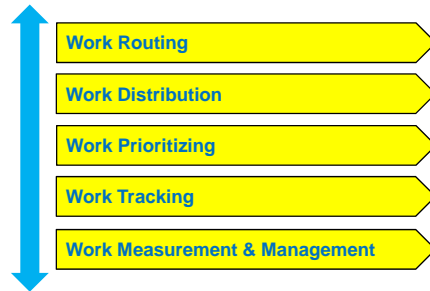 Work Routing
Work Distribution
Work Prioritizing
Work Tracking
Work Measurement & Management